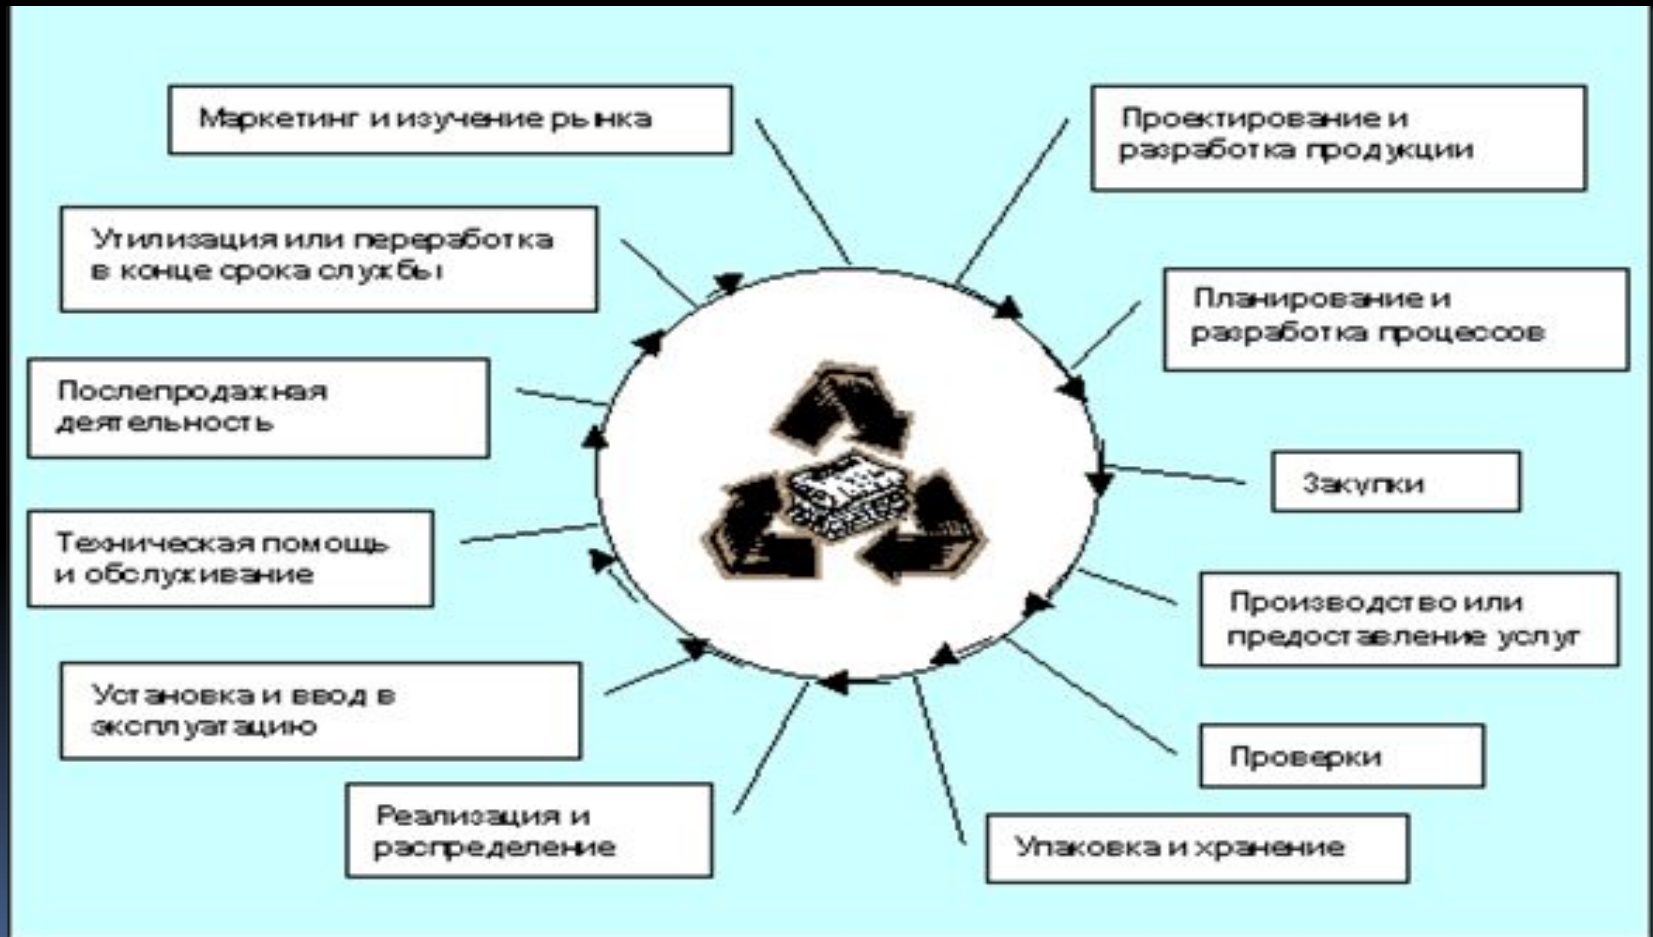 Маркетинг и изучение рынка
Проектирование и
разработка продукции
Планирование и
разработка процессов
Закупки
Производство или
предоставление услуг
Проверки
Упаковка и хранение
Реализация и
распределение
Установка и ввод в
эксплуатацию
Техническая помощь
и обслуживание
Послепродажная
деятельность
Утилизация или переработка
в конце срока службы